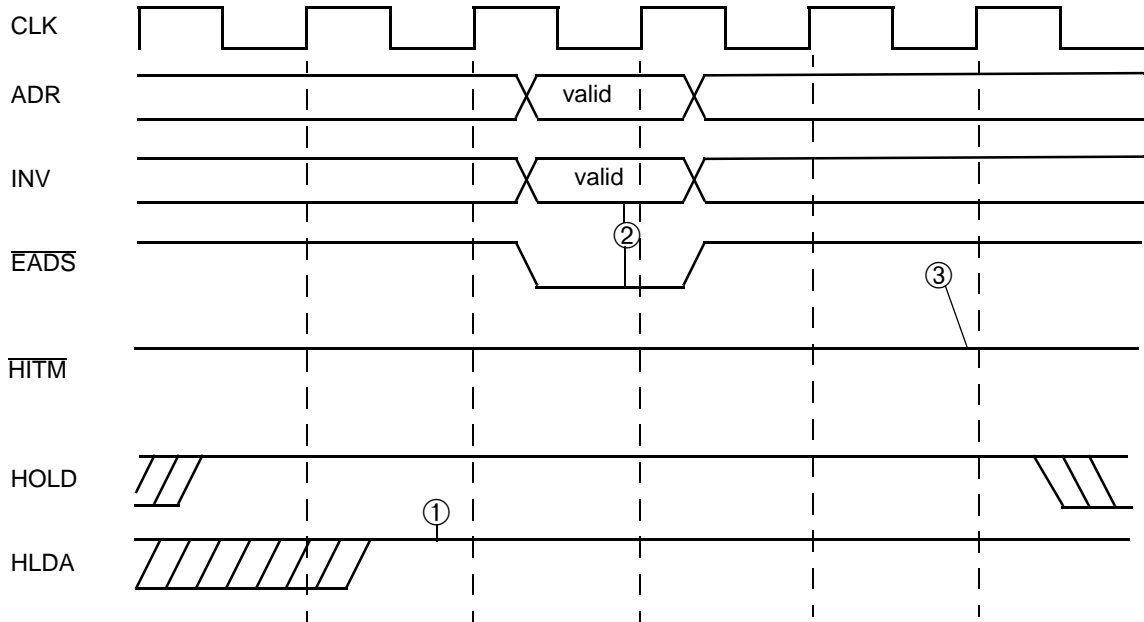 CLK
ADR valid
INV valid
②
EADS
③
HITM
HOLD
①
HLDA